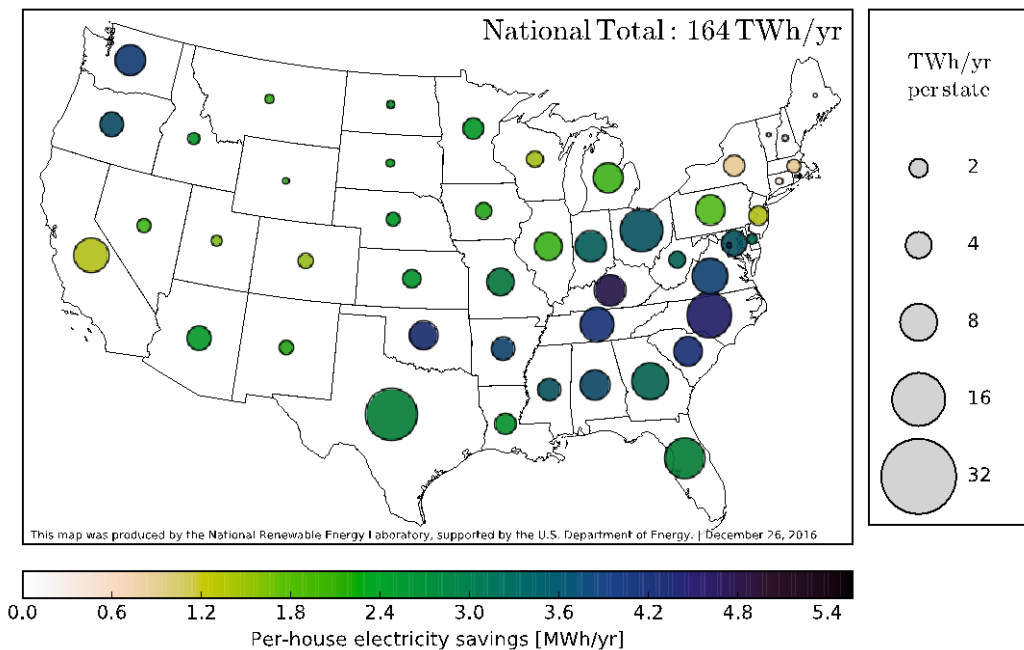 National Total: 164 TWh/yr
TWh/yr
per state
2
4
8
16
32
This map was produced by the National Renewable Energy Laboratory, supported by the U.S. Department of Energy. | December 26, 2016
0.0 0.6 1.2 1.8 2.4 3.0 3.6 4.2 4.8 5.4
Per-house electricity savings [MWh/yr]